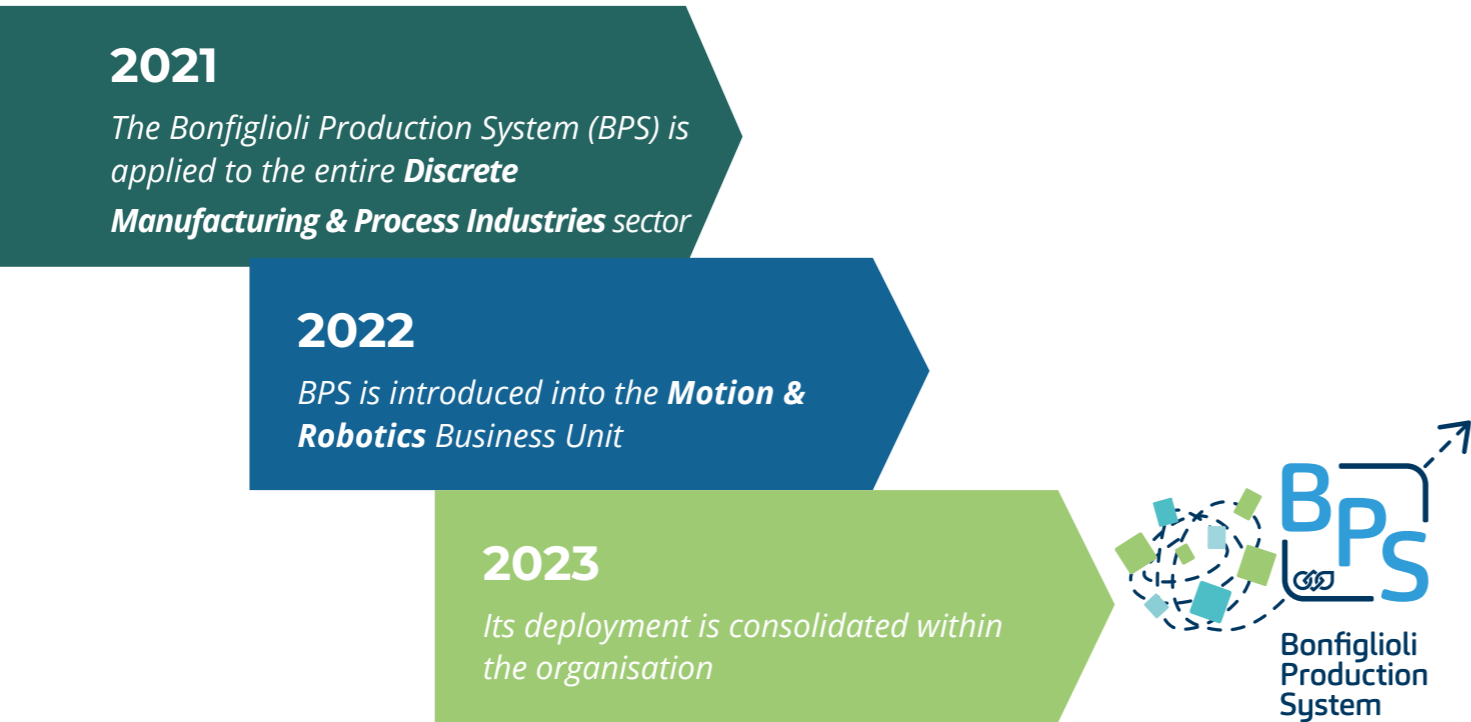 2021
The Bonfiglioli Production System (BPS) is
applied to the entire Discrete
Manufacturing & Process Industries sector
2022
BPS is introduced into the Motion &
Robotics Business Unit
2023
Its deployment is consolidated within
the organisation
BPS
Bonfiglioli
Production
System